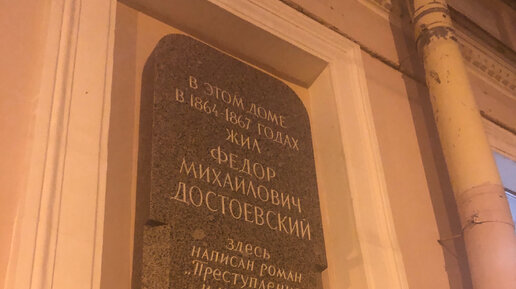 В ЭТОМ ДОМЕ
В 1864-1867 ГОДАХ
ЖИЛ
ФЕДОР
МИХАЙЛОВИЧ
ДОСТОЕВСКИЙ
ЗДЕСЬ
НАПИСАН РОМАН